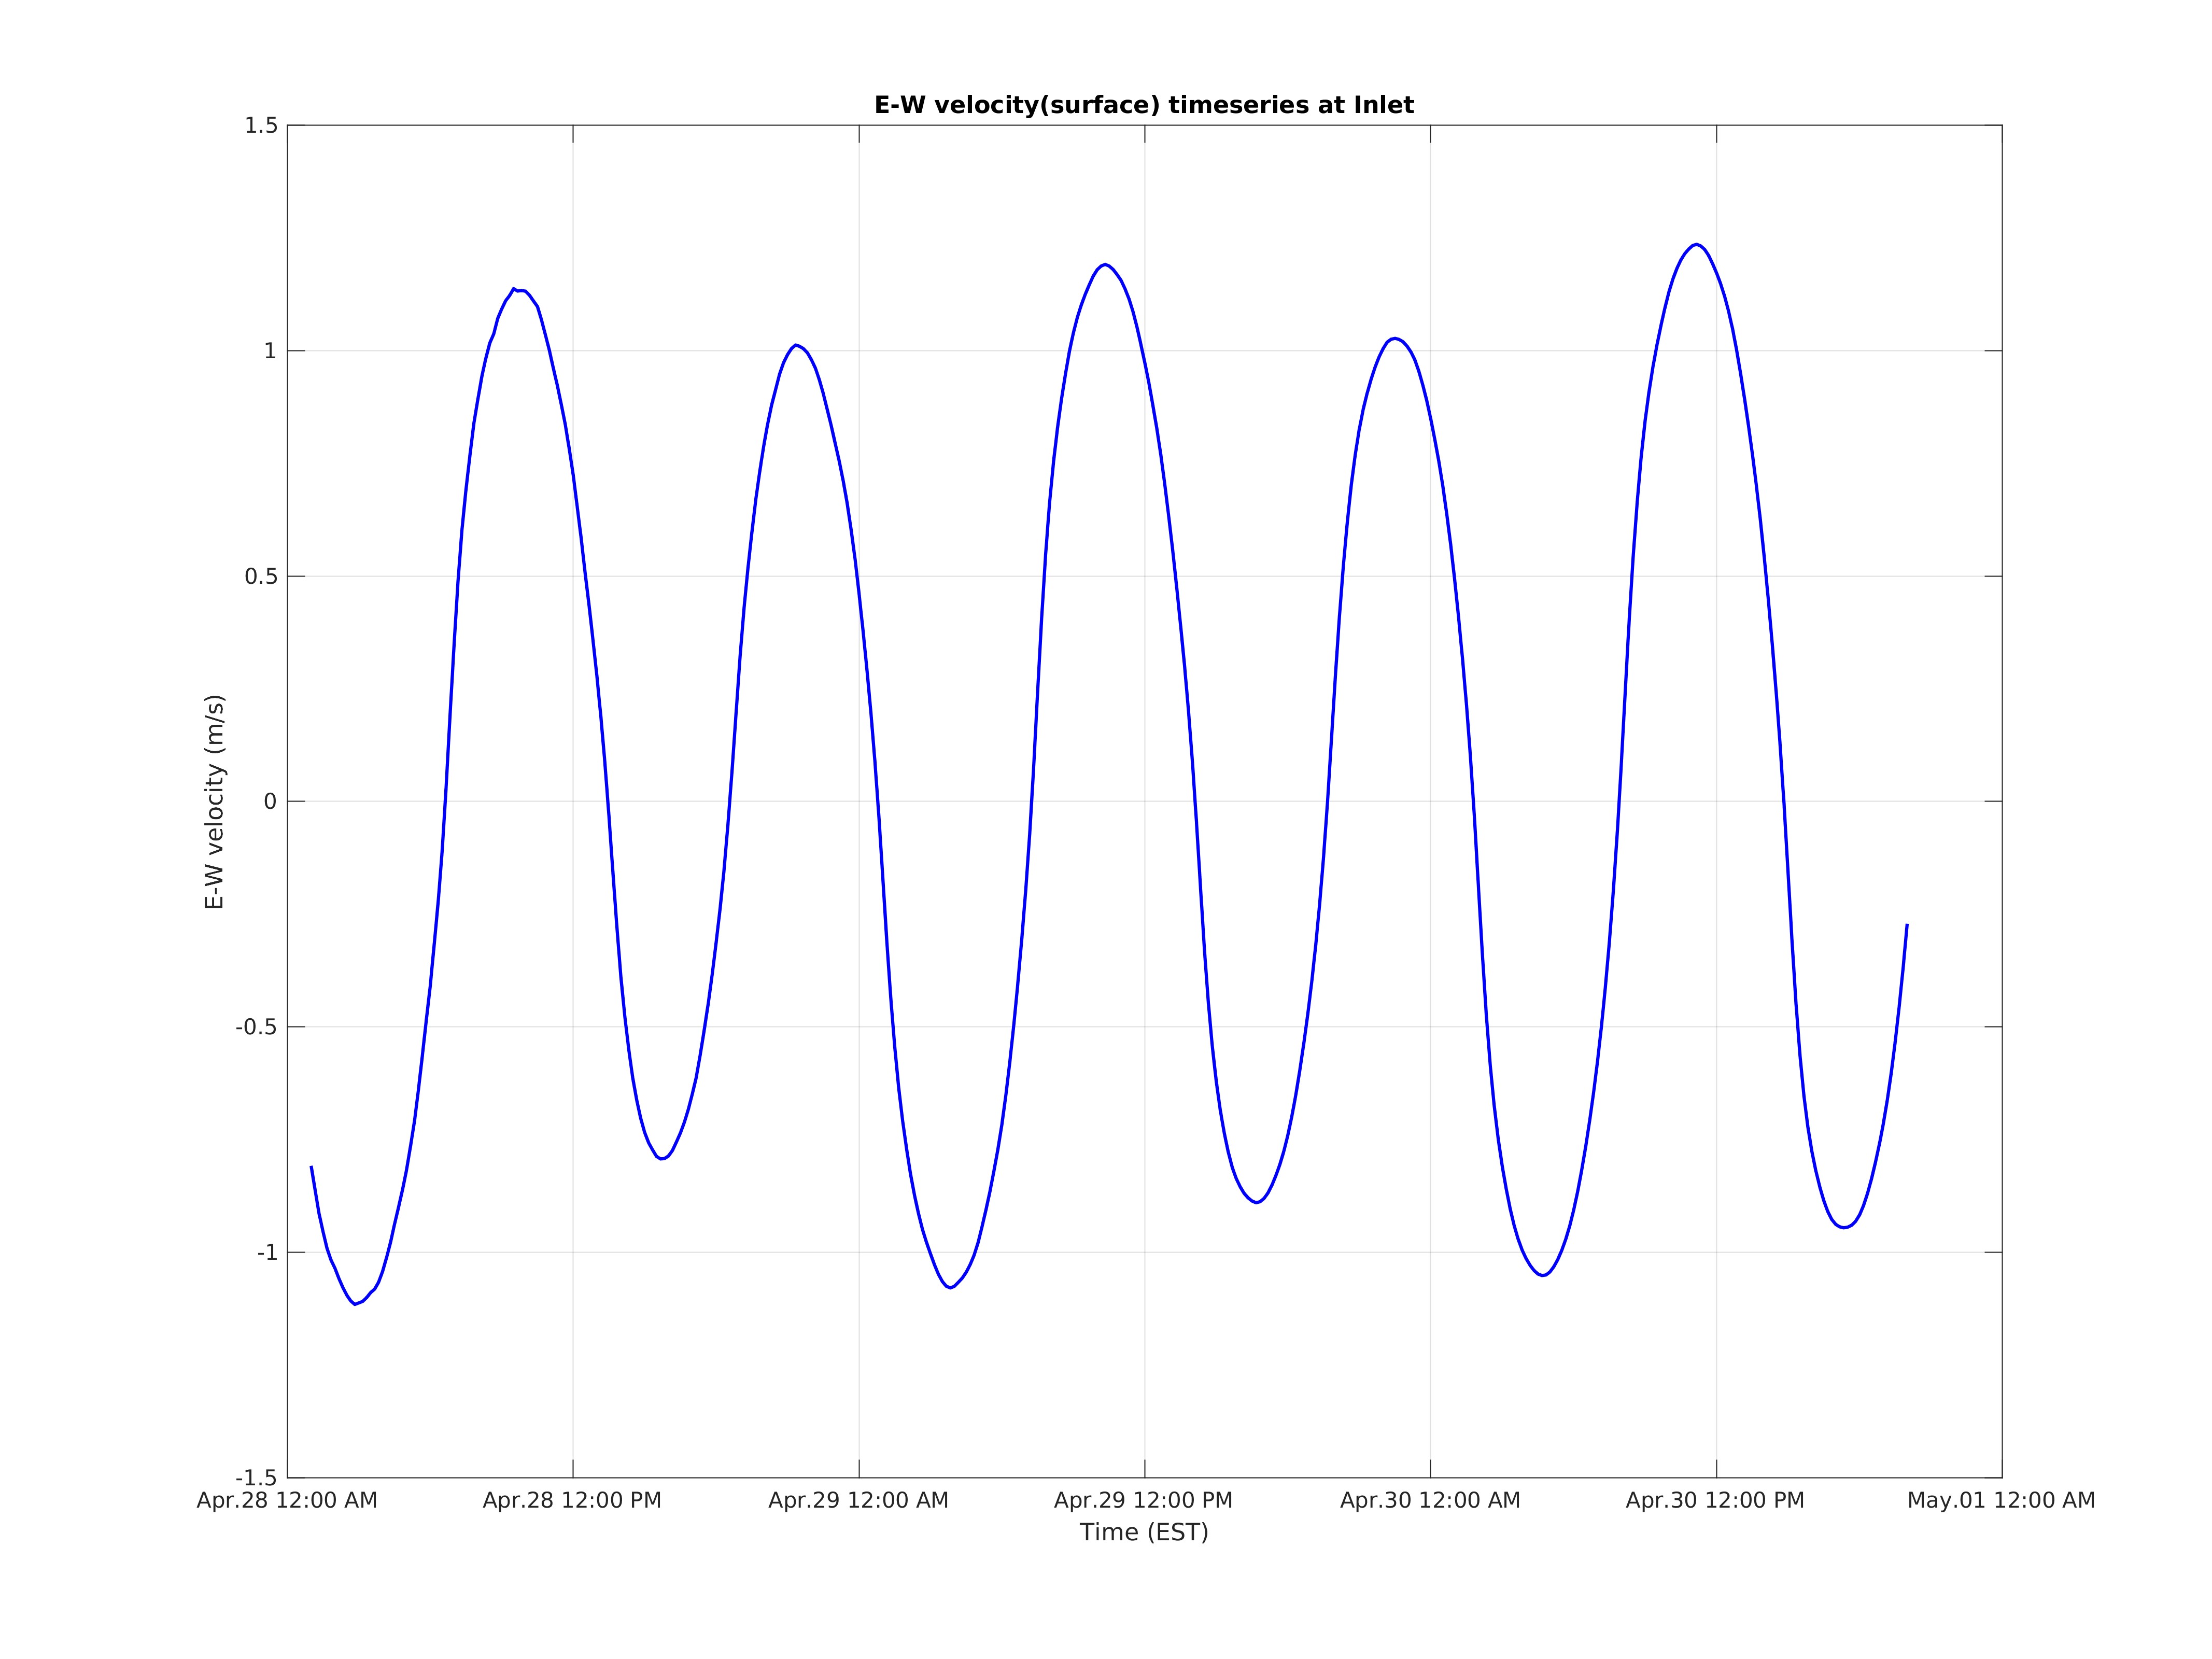 E-W velocity(surface) timeseries at Inlet
1.5
1
0.5
0
-0.5
-1
-1.5
E-W velocity (m/s)
Apr.28 12:00 AM Apr.28 12:00 PM Apr.29 12:00 AM Apr.29 12:00 PM Apr.30 12:00 AM Apr.30 12:00 PM May.01 12:00 AM
Time (EST)